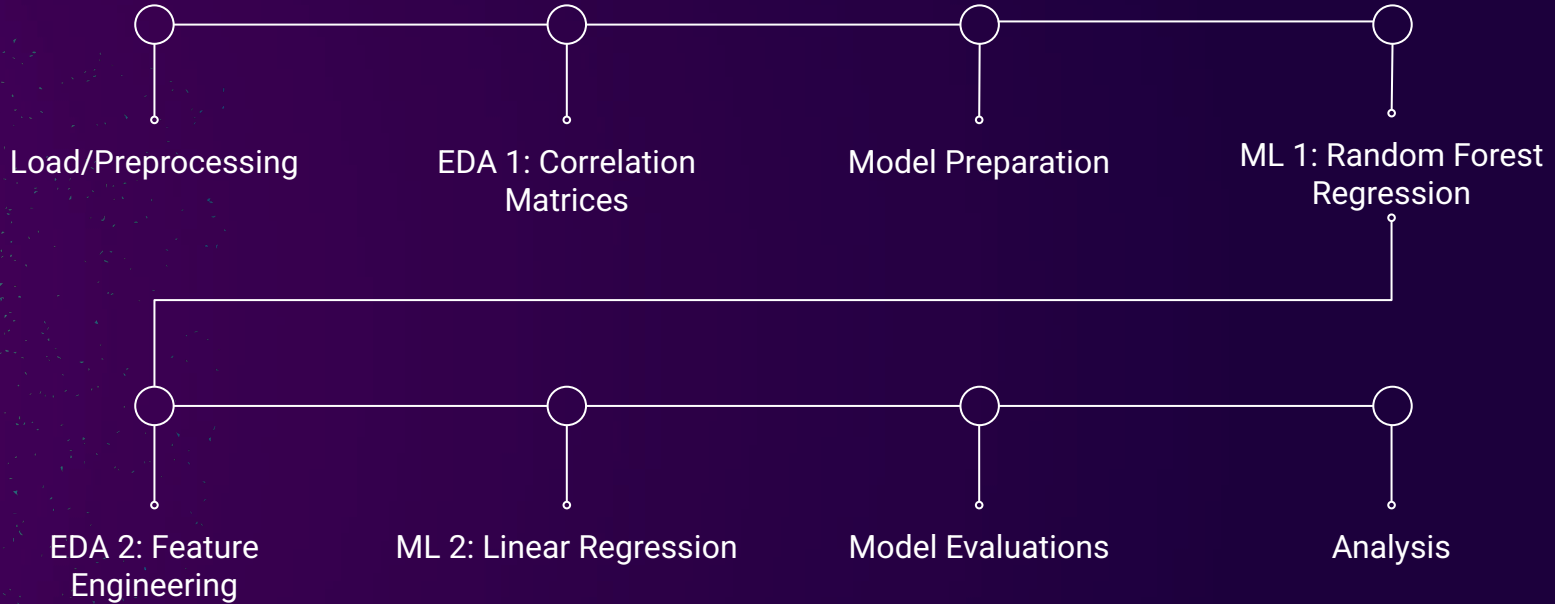 Load/Preprocessing
EDA 1: Correlation
Matrices
Model Preparation
ML 1: Random Forest
Regression
EDA 2: Feature
Engineering
ML 2: Linear Regression
Model Evaluations
Analysis